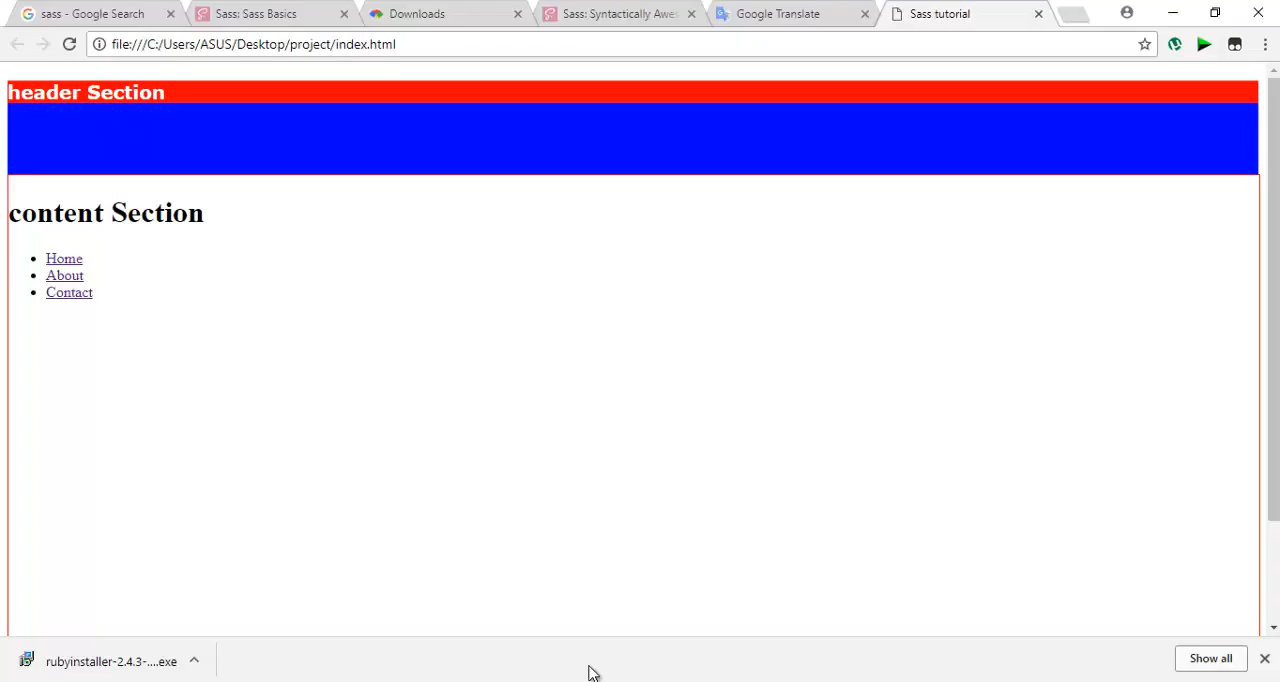 sass - Google Search
Sass: Sass Basics
Downloads
Sass: Syntactically Awes
Google Translate
Sass tutorial
file:///C:/Users/ASUS/Desktop/project/index.html
header Section
content Section
Home
About
Contact
rubyinstaller-2.4.3-....exe
Show all